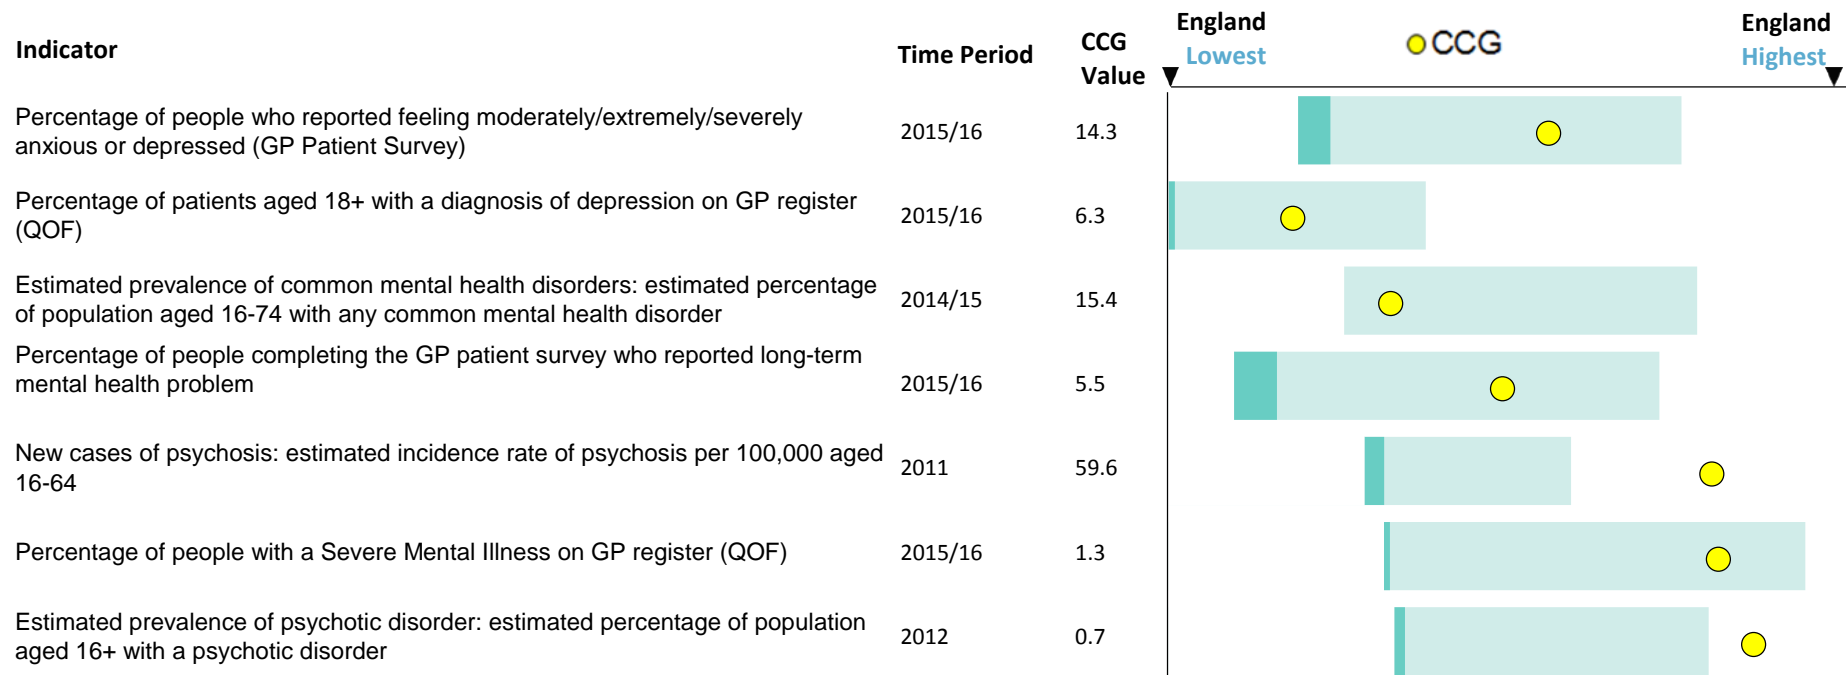 Indicator
Time Period
CCG
Value
England
Lowest
CCG
England
Highest
Percentage of people who reported feeling moderately/extremely/severely
anxious or depressed (GP Patient Survey)
2015/16
14.3
Percentage of patients aged 18+ with a diagnosis of depression on GP register
(QOF)
2015/16
6.3
Estimated prevalence of common mental health disorders: estimated percentage
of population aged 16-74 with any common mental health disorder
2014/15
15.4
Percentage of people completing the GP patient survey who reported long-term
mental health problem
2015/16
5.5
New cases of psychosis: estimated incidence rate of psychosis per 100,000 aged
16-64
2011
59.6
Percentage of people with a Severe Mental Illness on GP register (QOF)
2015/16
1.3
Estimated prevalence of psychotic disorder: estimated percentage of population
aged 16+ with a psychotic disorder
2012
0.7